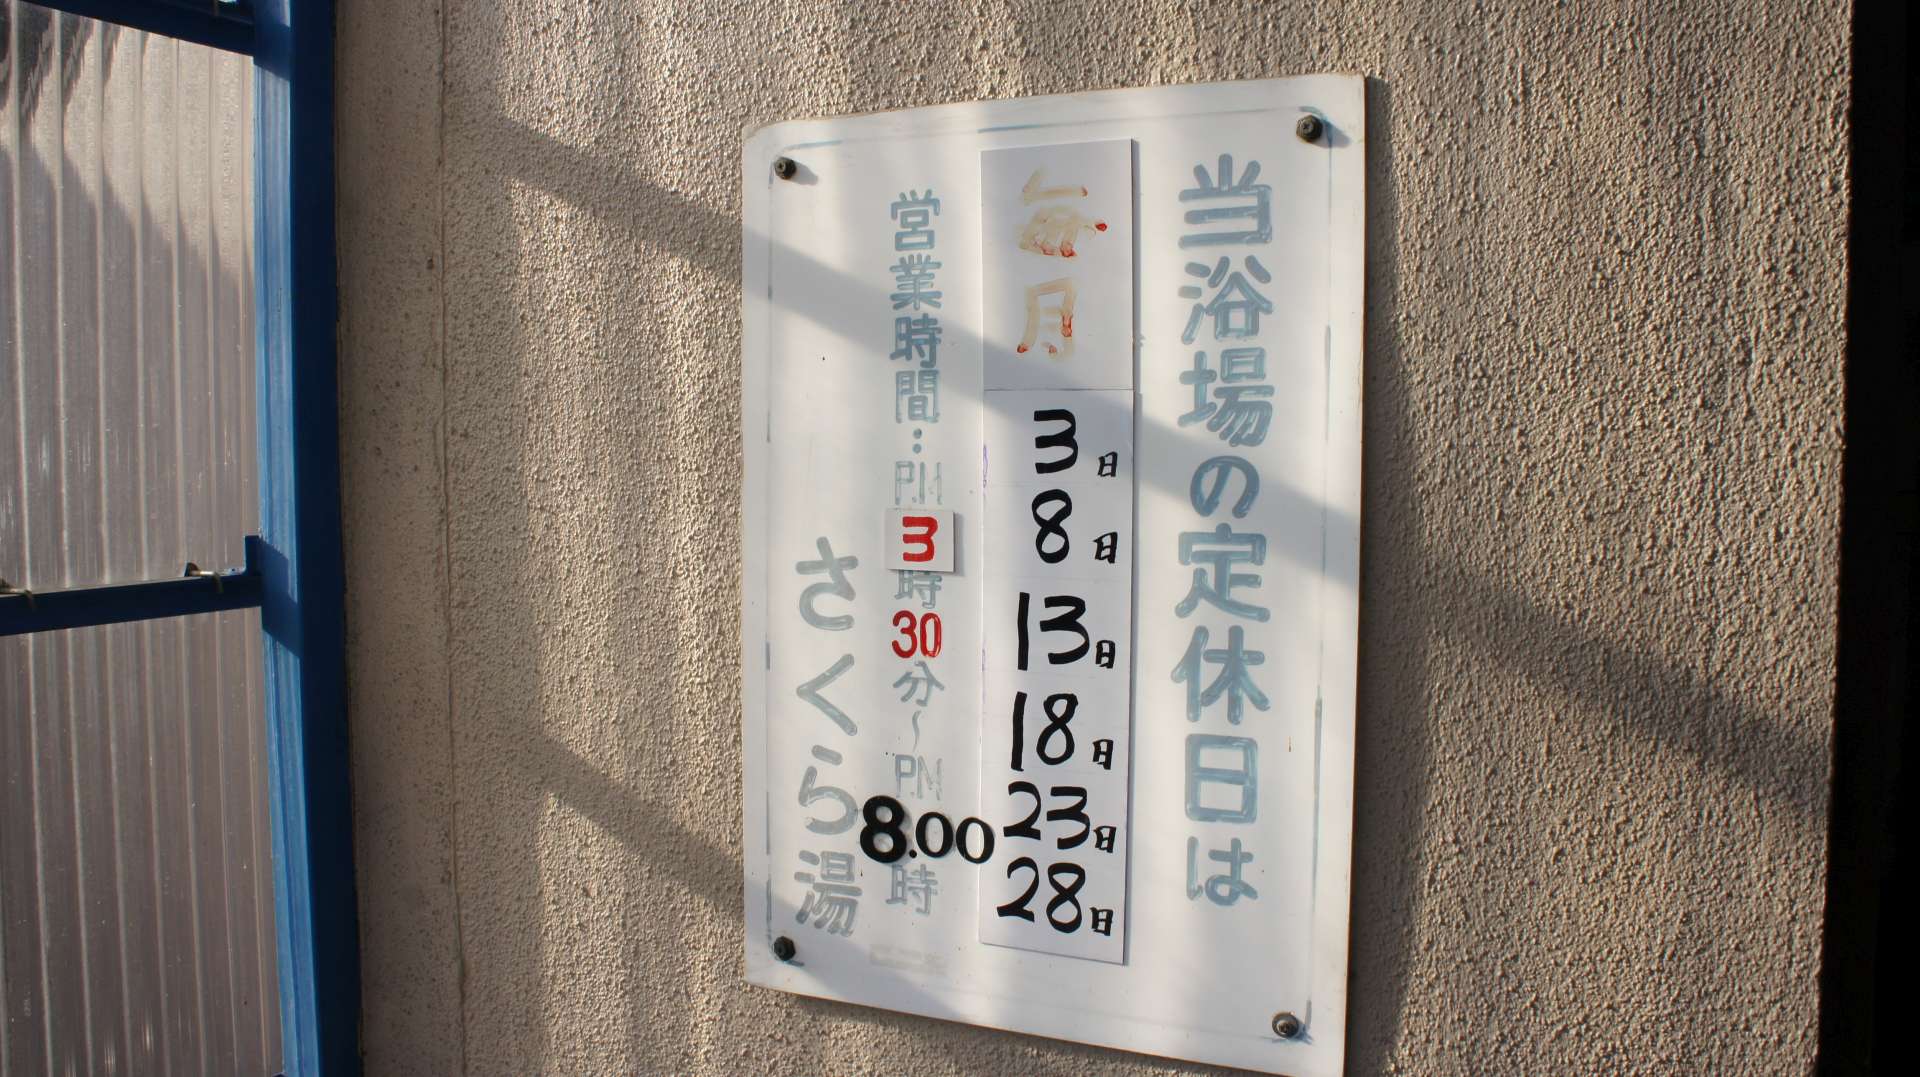 当浴場の定休日は
毎月
3日
8日
13日
18日
23日
28日
営業時間…P.M
3時30分~P.M
8.00時
さくら湯